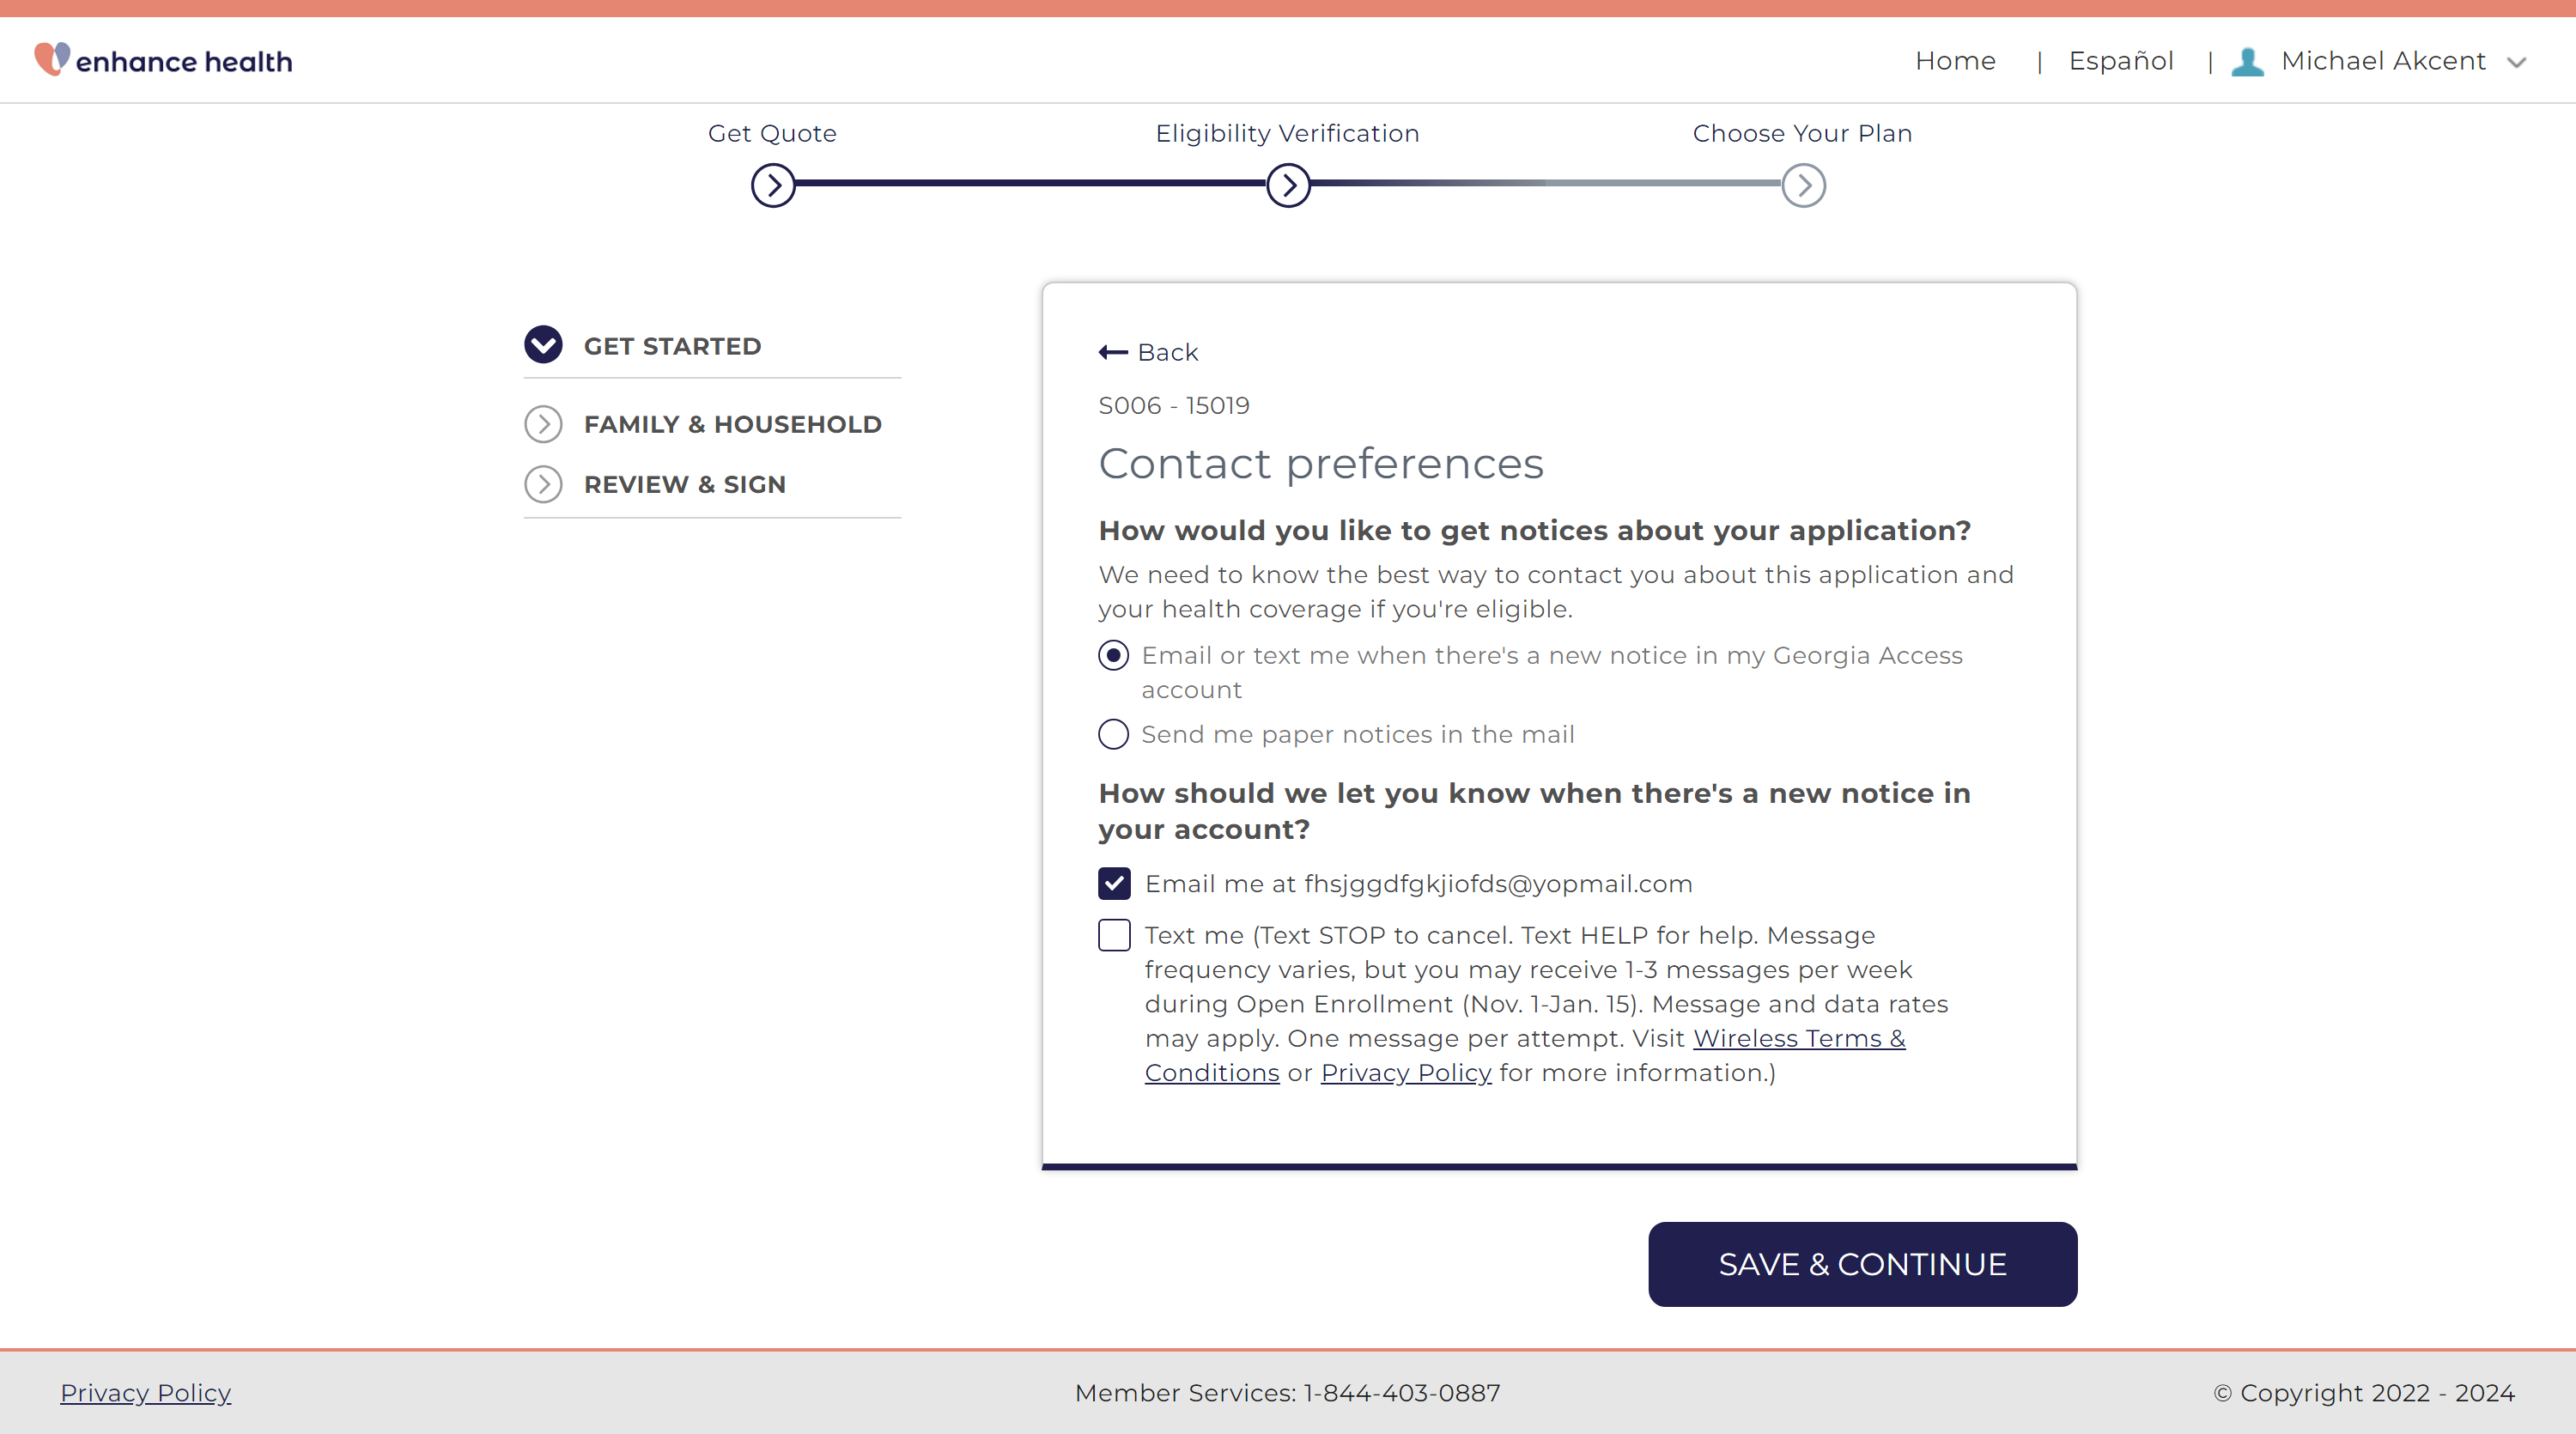 enhance health
Home | Español | Michael Akcent
Get Quote
Eligibility Verification
Choose Your Plan
GET STARTED
FAMILY & HOUSEHOLD
REVIEW & SIGN
Back
S006 - 15019
Contact preferences
How would you like to get notices about your application?
We need to know the best way to contact you about this application and
your health coverage if you're eligible.
Email or text me when there's a new notice in my Georgia Access
account
Send me paper notices in the mail
How should we let you know when there's a new notice in
your account?
Email me at fhsjggdfgkjiofds@yopmail.com
Text me (Text STOP to cancel. Text HELP for help. Message
frequency varies, but you may receive 1-3 messages per week
during Open Enrollment (Nov. 1-Jan. 15). Message and data rates
may apply. One message per attempt. Visit Wireless Terms &
Conditions or Privacy Policy for more information.)
SAVE & CONTINUE
Privacy Policy
Member Services: 1-844-403-0887
© Copyright 2022 - 2024